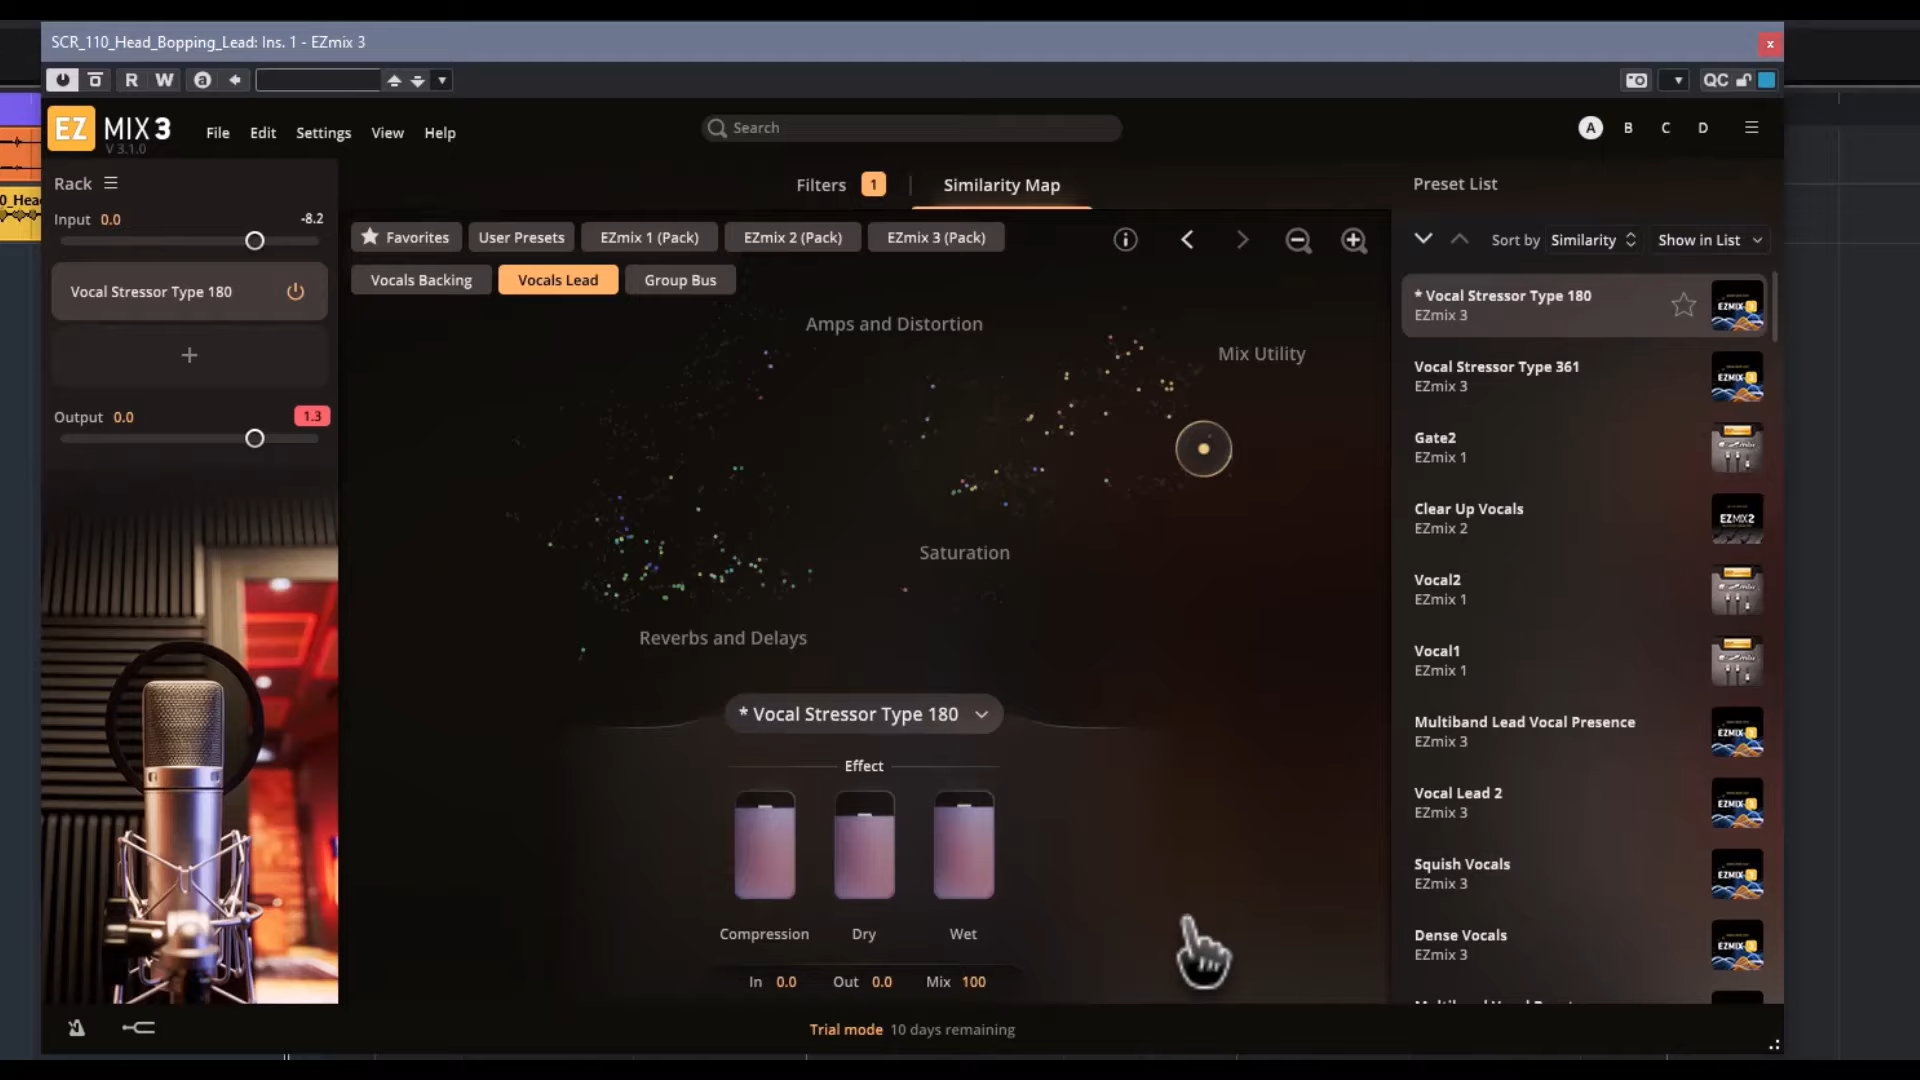 SCR_110_Head_Bopping_Lead: Ins. 1 - EZmix 3
x
R W a
QC
EZ MIX 3
V 3.1.0
File Edit Settings View Help
Search
A B C D
Rack
Filters 1
Similarity Map
Preset List
Input 0.0
-8.2
Favorites
User Presets
EZmix 1 (Pack)
EZmix 2 (Pack)
EZmix 3 (Pack)
Sort by Similarity
Show in List
Vocal Stressor Type 180
Vocals Backing
Vocals Lead
Group Bus
Output 0.0
1.3
Amps and Distortion
Mix Utility
Saturation
Reverbs and Delays
* Vocal Stressor Type 180
Effect
Compression
Dry
Wet
In 0.0 Out 0.0 Mix 100
* Vocal Stressor Type 180
EZmix 3
Vocal Stressor Type 361
EZmix 3
Gate2
EZmix 1
Clear Up Vocals
EZmix 2
Vocal2
EZmix 1
Vocal1
EZmix 1
Multiband Lead Vocal Presence
EZmix 3
Vocal Lead 2
EZmix 3
Squish Vocals
EZmix 3
Dense Vocals
EZmix 3
Trial mode 10 days remaining